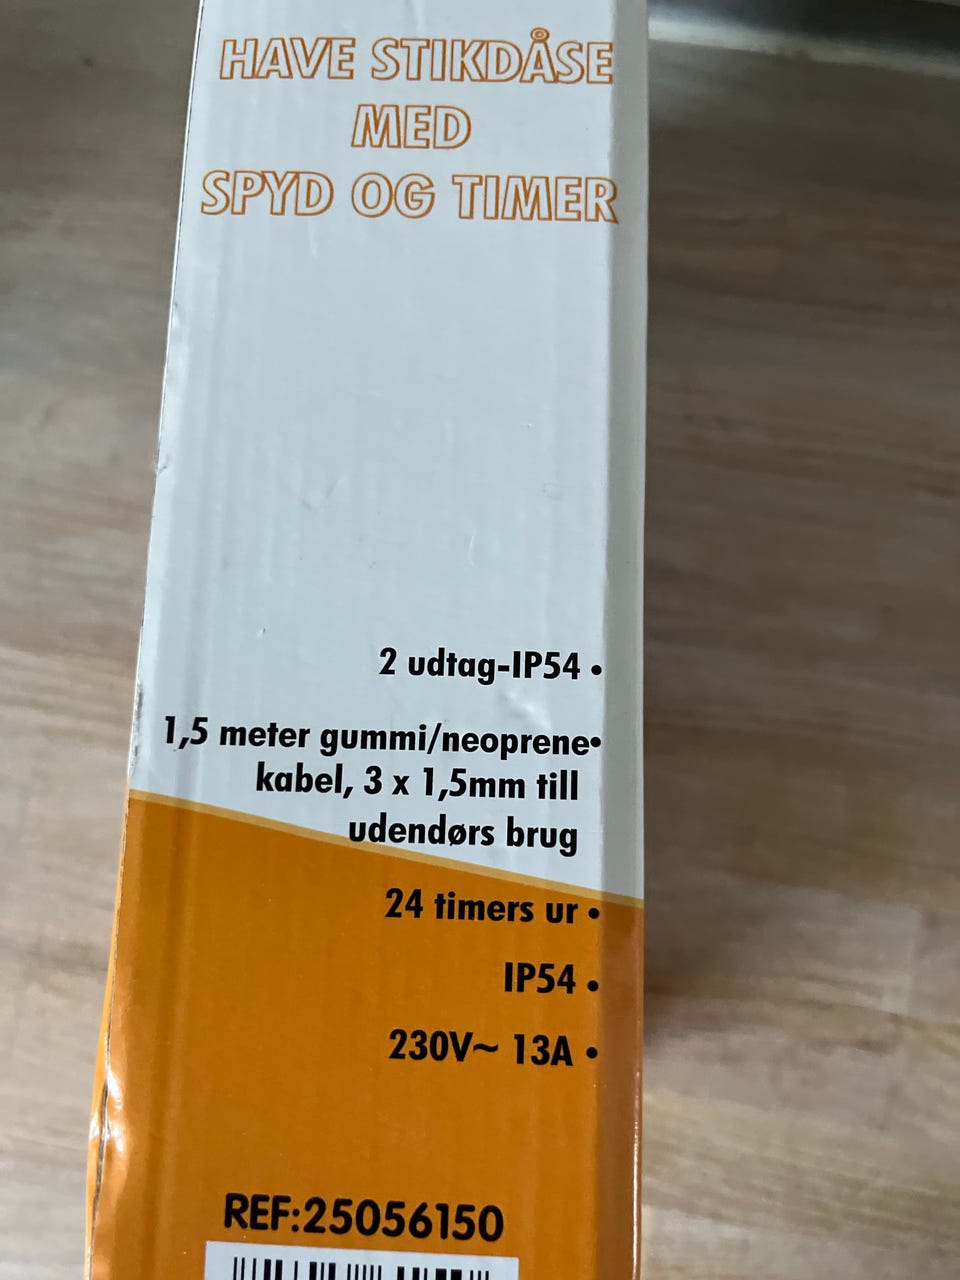 HAVE STIKDÅSE
MED
SPYD OG TIMER
2 udtag-IP54 •
1,5 meter gummi/neoprene•
kabel, 3 x 1,5mm till
udendørs brug
24 timers ur •
IP54 •
230V~ 13A •
REF:25056150